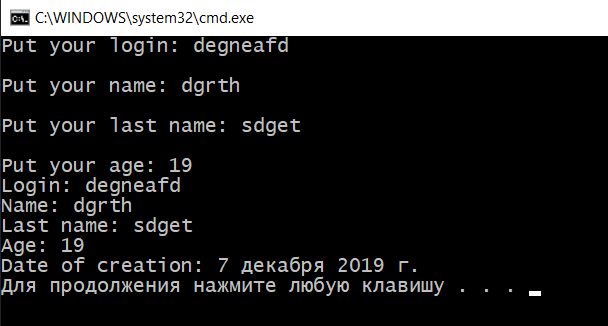 C:\WINDOWS\system32\cmd.exe
Put your login: degneafd
Put your name: dgrth
Put your last name: sdget
Put your age: 19
Login: degneafd
Name: dgrth
Last name: sdget
Age: 19
Date of creation: 7 декабря 2019 г.
Для продолжения нажмите любую клавишу . . .